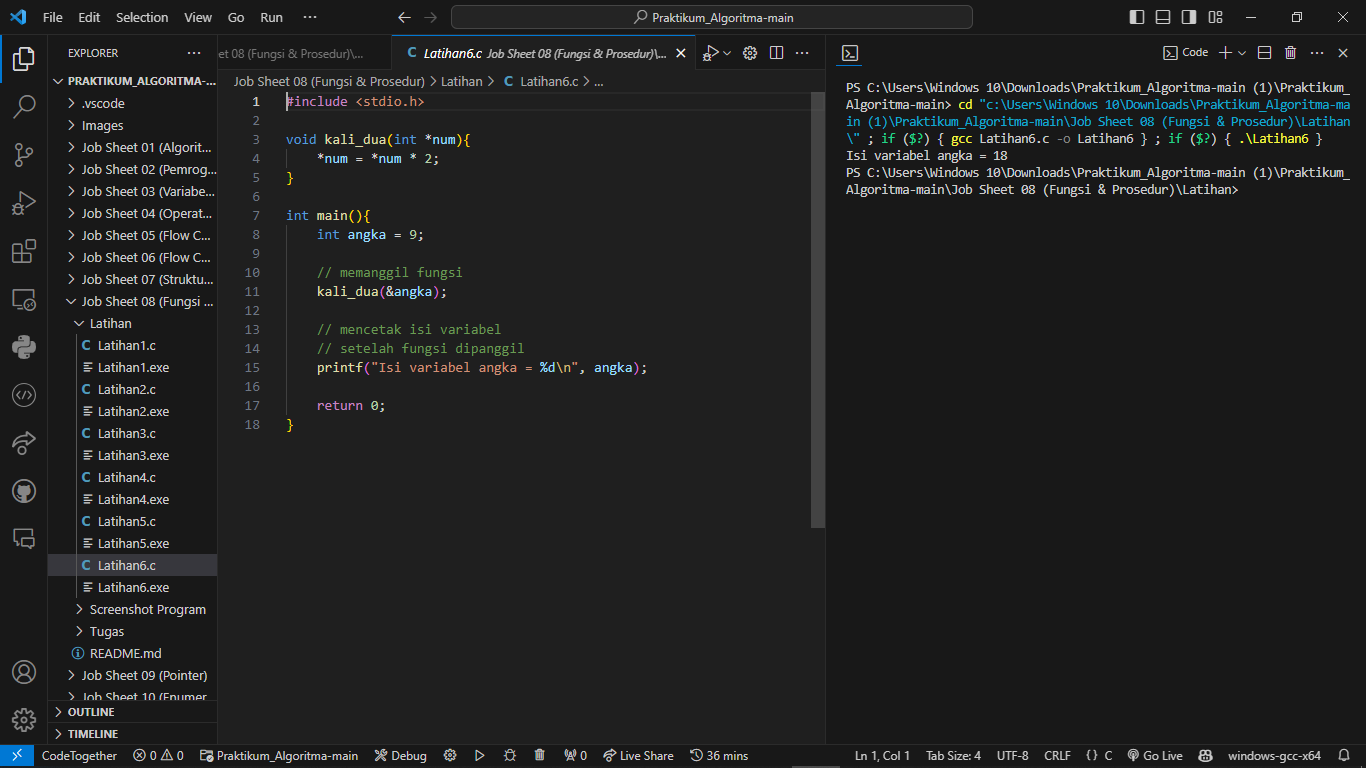 File Edit Selection View Go Run ···
Praktikum_Algoritma-main
EXPLORER ···
PRAKTIKUM_ALGORITMA-...
.vscode
Images
Job Sheet 01 (Algorit...
Job Sheet 02 (Pemrog...
Job Sheet 03 (Variabe...
Job Sheet 04 (Operat...
Job Sheet 05 (Flow C...
Job Sheet 06 (Flow C...
Job Sheet 07 (Struktu...
Job Sheet 08 (Fungsi ...
Latihan
C Latihan1.c
Latihan1.exe
C Latihan2.c
Latihan2.exe
C Latihan3.c
Latihan3.exe
C Latihan4.c
Latihan4.exe
C Latihan5.c
Latihan5.exe
C Latihan6.c
Latihan6.exe
Screenshot Program
Tugas
README.md
Job Sheet 09 (Pointer)
Job Sheet 10 (Enumer
OUTLINE
TIMELINE
et 08 (Fungsi & Prosedur)\...
C Latihan6.c Job Sheet 08 (Fungsi & Prosedur)\...
Job Sheet 08 (Fungsi & Prosedur) > Latihan > C Latihan6.c > ...
1 #include <stdio.h>
2
3 void kali_dua(int *num){
4 *num = *num * 2;
5 }
6
7 int main(){
8 int angka = 9;
9
10 // memanggil fungsi
11 kali_dua(&angka);
12
13 // mencetak isi variabel
14 // setelah fungsi dipanggil
15 printf("Isi variabel angka = %d\n", angka);
16
17 return 0;
18 }
Code
PS C:\Users\Windows 10\Downloads\Praktikum_Algoritma-main (1)\Praktikum_
Algoritma-main> cd "c:\Users\Windows 10\Downloads\Praktikum_Algoritma-ma
in (1)\Praktikum_Algoritma-main\Job Sheet 08 (Fungsi & Prosedur)\Latihan
\" ; if ($?) { gcc Latihan6.c -o Latihan6 } ; if ($?) { .\Latihan6 }
Isi variabel angka = 18
PS C:\Users\Windows 10\Downloads\Praktikum_Algoritma-main (1)\Praktikum_
Algoritma-main\Job Sheet 08 (Fungsi & Prosedur)\Latihan>
CodeTogether 0 0 Praktikum_Algoritma-main Debug 0 Live Share 36 mins Ln 1, Col 1 Tab Size: 4 UTF-8 CRLF {} C Go Live windows-gcc-x64